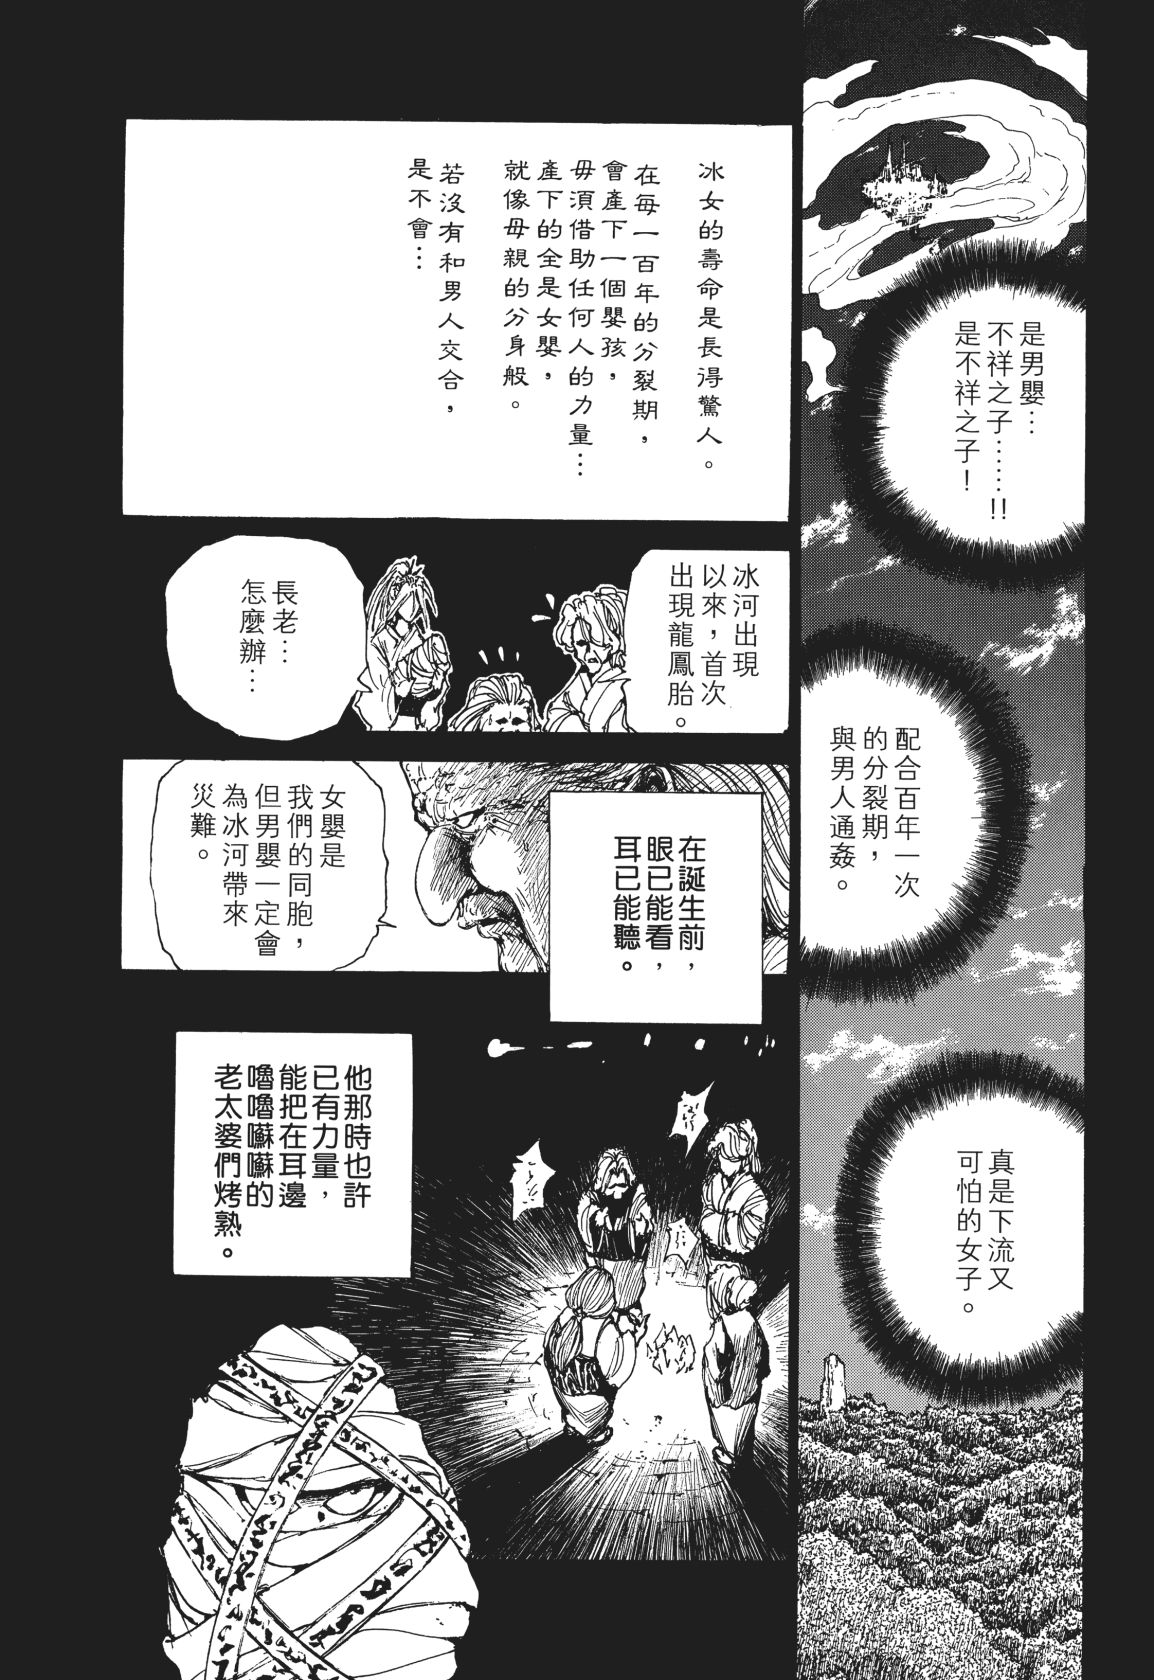 是男嬰…
不祥之子……!!
是不祥之子！
配合百年一次
的分裂期，
與男人通姦。
真是下流又
可怕的女子。
冰女的壽命是長得驚人。
在每一百年的分裂期，
會產下一個嬰孩，
毋須借助任何人的力量…
產下的全是女嬰，
就像母親的分身般。
若沒有和男人交合，
是不會…
冰河出現
以來，首次
出現龍鳳胎。
長老…
怎麼辦…
在誕生前，
眼已能看，
耳已能聽。
女嬰是
我們的同胞，
但男嬰一定會
為冰河帶來
災難。
他那時也許
已有力量，
能把在耳邊
嚕嚕囌囌的
老太婆們烤熟。